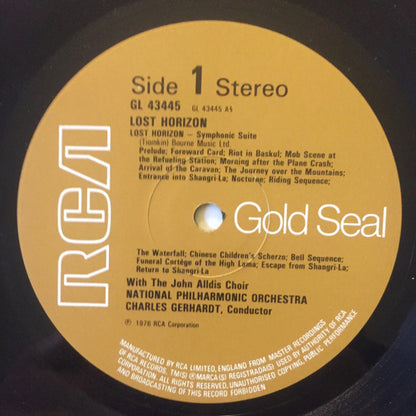 Side 1 Stereo
GL 43445 GL 43445 A
LOST HORIZON
LOST HORIZON – Symphonic Suite
(Tiomkin) Bourne Music Ltd.
Prelude: Foreward Card; Riot in Baskul; Mob Scene at
the Refueling Station; Morning after the Plane Crash;
Arrival of the Caravan; The Journey over the Mountains;
Entrance into Shangri-La; Nocturne; Riding Sequence;
RCA
Gold Seal
The Waterfall; Chinese Children's Scherzo; Bell Sequence;
Funeral Cortège of the High Lama; Escape from Shangri-La;
Return to Shangri-La
With The John Alldis Choir
NATIONAL PHILHARMONIC ORCHESTRA
CHARLES GERHARDT, Conductor
℗ 1976 RCA Corporation
MANUFACTURED BY RCA LIMITED, ENGLAND FROM MASTER RECORDINGS
OF RCA RECORDS, TM(S) ® MARCA(S) REGISTRADA(S) USED BY AUTHORITY OF RCA
CORPORATION. UNAUTHORISED COPYING, PUBLIC PERFORMANCE
AND BROADCASTING OF THIS RECORD FORBIDDEN